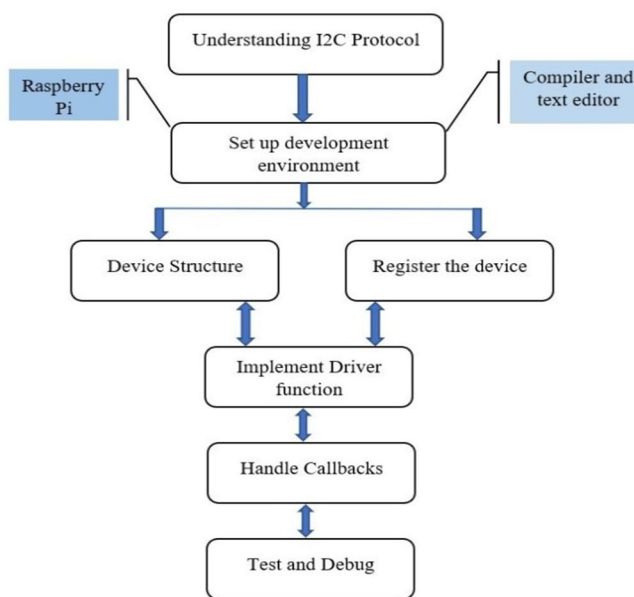 Understanding I2C Protocol
Raspberry
Pi
Compiler and
text editor
Set up development
environment
Device Structure
Register the device
Implement Driver
function
Handle Callbacks
Test and Debug